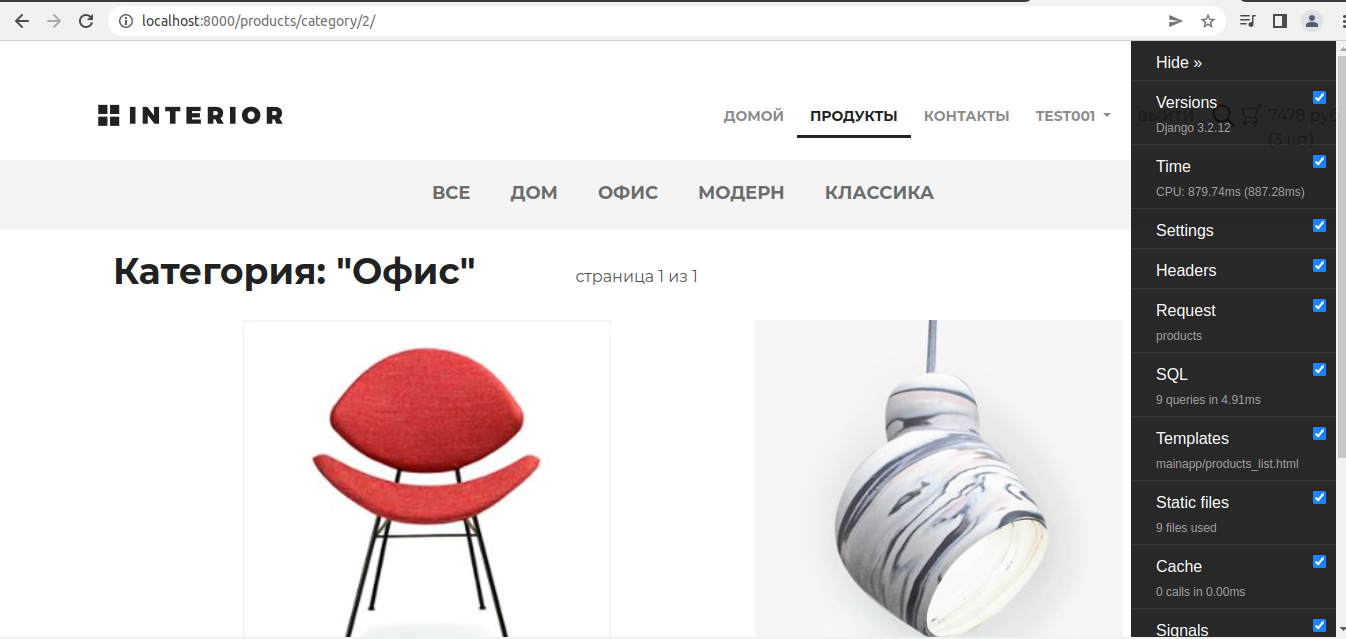 localhost:8000/products/category/2/
Hide »
INTERIOR
ДОМОЙ ПРОДУКТЫ КОНТАКТЫ TEST001
ВЫЙТИ
7478 руб
(3 шт)
ВСЕ ДОМ ОФИС МОДЕРН КЛАССИКА
Категория: "Офис"
страница 1 из 1
Versions
Django 3.2.12
Time
CPU: 879.74ms (887.28ms)
Settings
Headers
Request
products
SQL
9 queries in 4.91ms
Templates
mainapp/products_list.html
Static files
9 files used
Cache
0 calls in 0.00ms
Signals